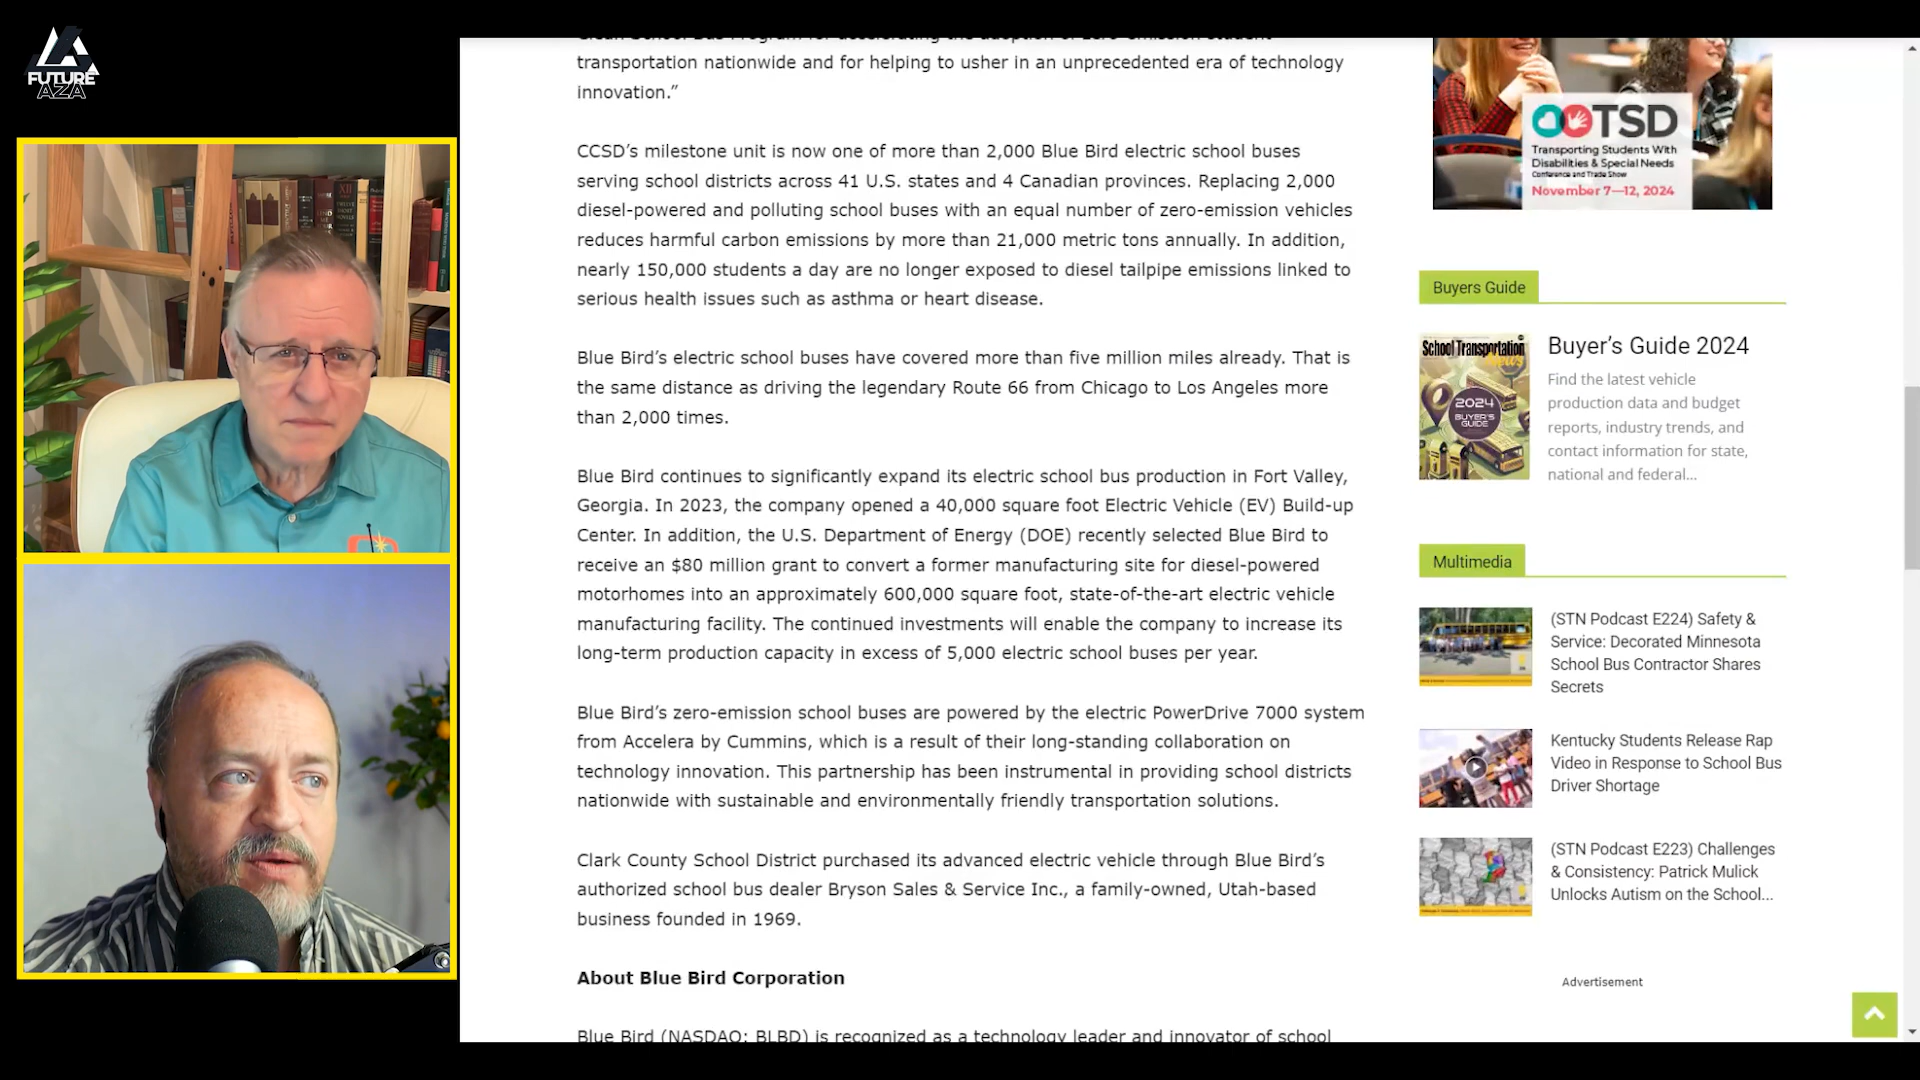 FUTURE
AZA
transportation nationwide and for helping to usher in an unprecedented era of technology
innovation.”
CCSD’s milestone unit is now one of more than 2,000 Blue Bird electric school buses
serving school districts across 41 U.S. states and 4 Canadian provinces. Replacing 2,000
diesel-powered and polluting school buses with an equal number of zero-emission vehicles
reduces harmful carbon emissions by more than 21,000 metric tons annually. In addition,
nearly 150,000 students a day are no longer exposed to diesel tailpipe emissions linked to
serious health issues such as asthma or heart disease.
Blue Bird’s electric school buses have covered more than five million miles already. That is
the same distance as driving the legendary Route 66 from Chicago to Los Angeles more
than 2,000 times.
Blue Bird continues to significantly expand its electric school bus production in Fort Valley,
Georgia. In 2023, the company opened a 40,000 square foot Electric Vehicle (EV) Build-up
Center. In addition, the U.S. Department of Energy (DOE) recently selected Blue Bird to
receive an $80 million grant to convert a former manufacturing site for diesel-powered
motorhomes into an approximately 600,000 square foot, state-of-the-art electric vehicle
manufacturing facility. The continued investments will enable the company to increase its
long-term production capacity in excess of 5,000 electric school buses per year.
Blue Bird’s zero-emission school buses are powered by the electric PowerDrive 7000 system
from Accelera by Cummins, which is a result of their long-standing collaboration on
technology innovation. This partnership has been instrumental in providing school districts
nationwide with sustainable and environmentally friendly transportation solutions.
Clark County School District purchased its advanced electric vehicle through Blue Bird’s
authorized school bus dealer Bryson Sales & Service Inc., a family-owned, Utah-based
business founded in 1969.
About Blue Bird Corporation
Blue Bird (NASDAQ: BLBD) is recognized as a technology leader and innovator of school
TSD
Transporting Students With
Disabilities & Special Needs
Conference and Trade Show
November 7—12, 2024
Buyers Guide
School Transportation
News
2024
BUYER'S
GUIDE
Buyer’s Guide 2024
Find the latest vehicle
production data and budget
reports, industry trends, and
contact information for state,
national and federal...
Multimedia
(STN Podcast E224) Safety &
Service: Decorated Minnesota
School Bus Contractor Shares
Secrets
Kentucky Students Release Rap
Video in Response to School Bus
Driver Shortage
(STN Podcast E223) Challenges
& Consistency: Patrick Mulick
Unlocks Autism on the School...
Advertisement